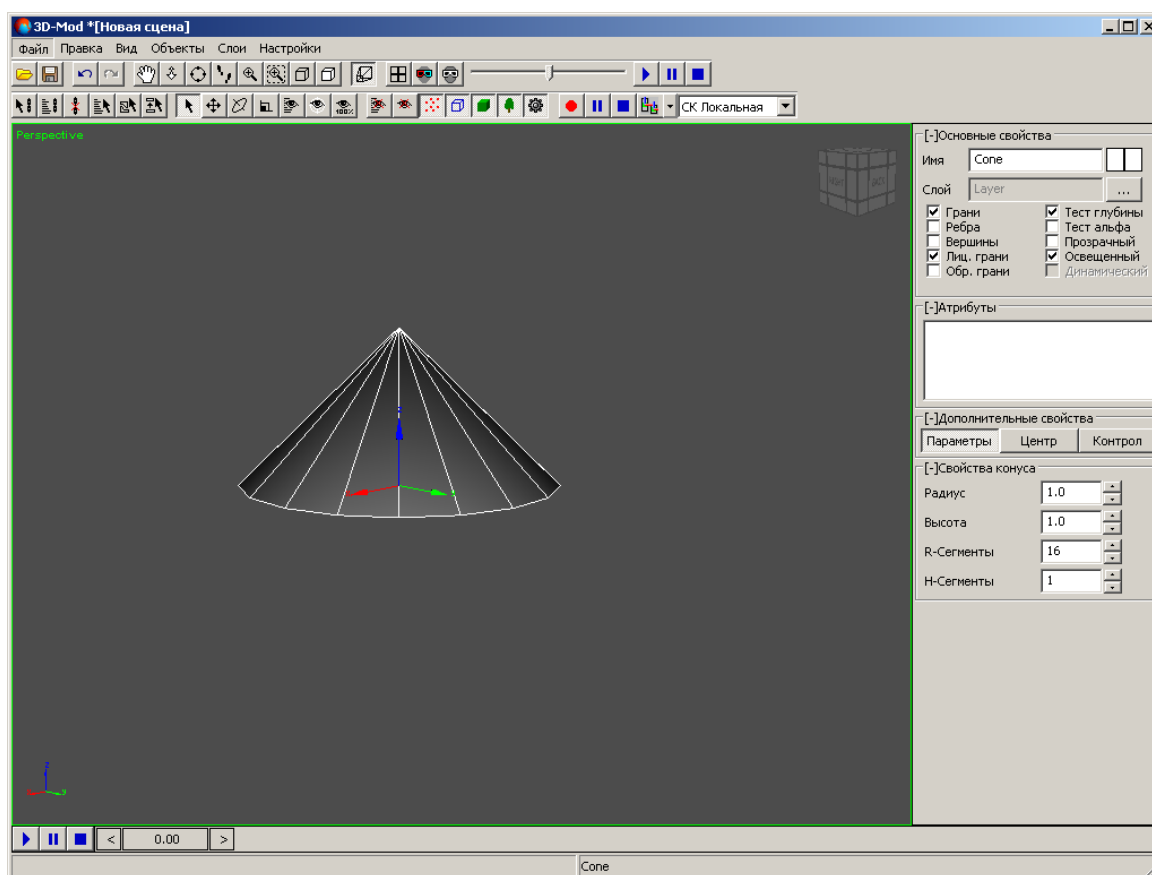 3D-Mod *[Новая сцена]
Файл Правка Вид Объекты Слои Настройки
100%
СК Локальная
Perspective
[-]Основные свойства
Имя Cone
Слой Layer ...
Грани Тест глубины
Ребра Тест альфа
Вершины Прозрачный
Лиц. грани Освещенный
Обр. грани Динамический
[-]Атрибуты
[-]Дополнительные свойства
Параметры Центр Контрол
[-]Свойства конуса
Радиус 1.0
Высота 1.0
R-Сегменты 16
H-Сегменты 1
z
y
< 0.00 >
Cone